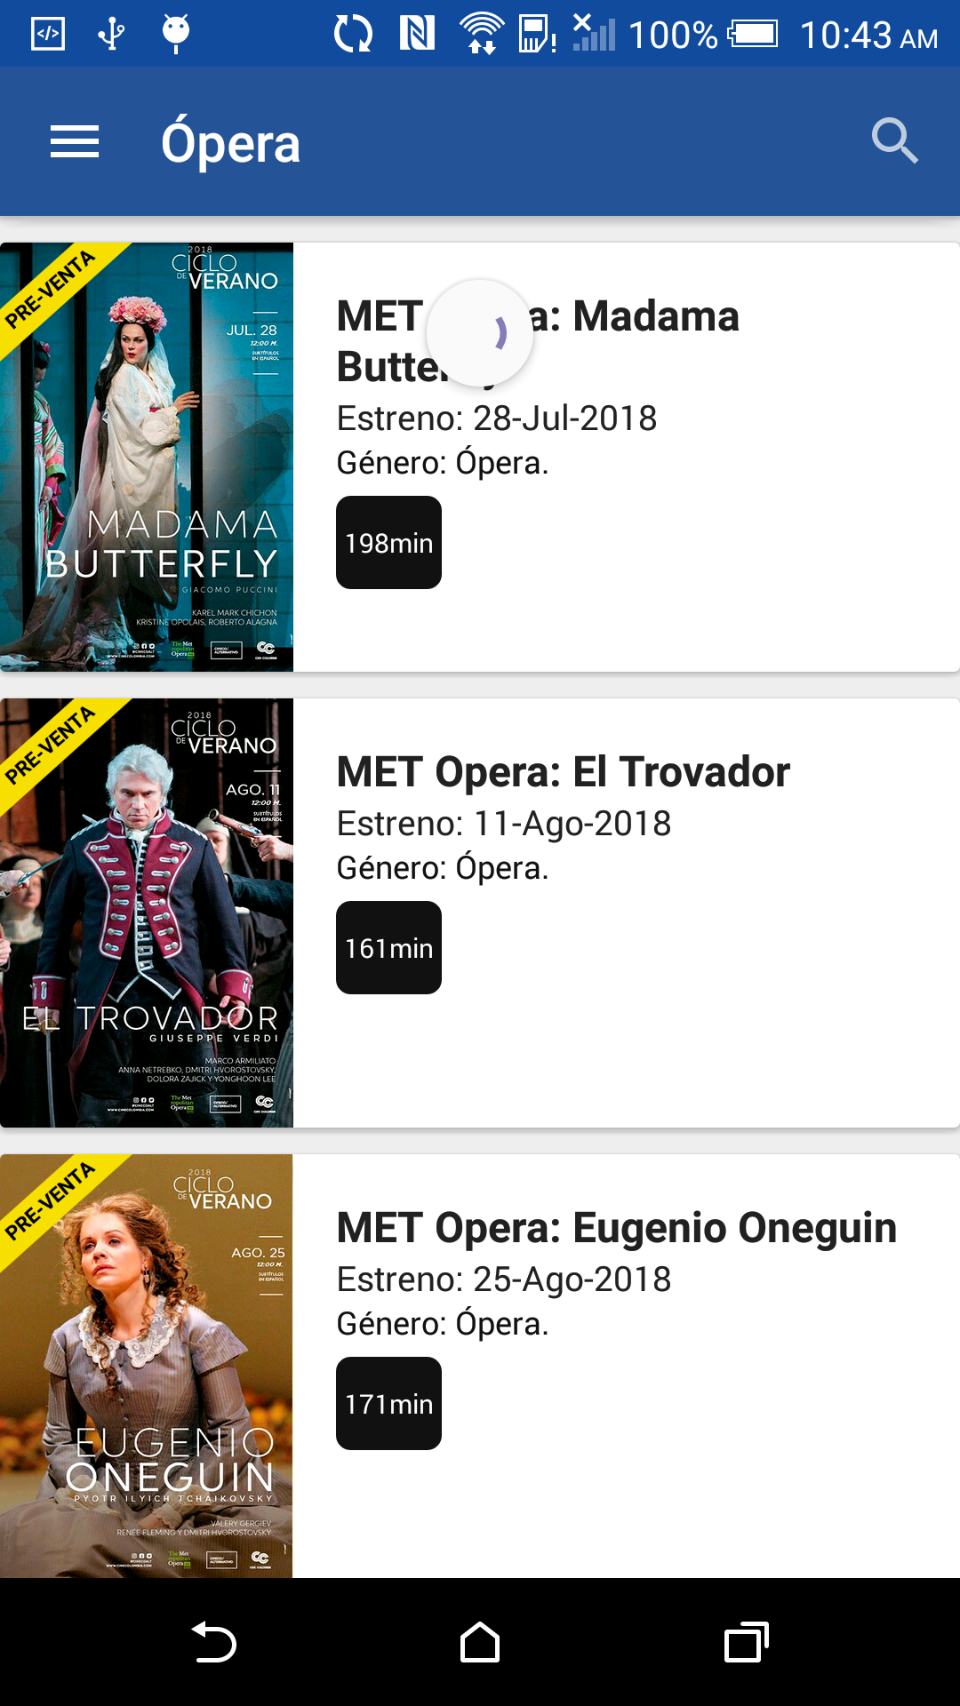 100%
10:43 AM
Ópera
PRE-VENTA
2018
CICLO
DE VERANO
JUL. 28
12:00 M.
SUBTÍTULOS
EN ESPAÑOL
MADAMA
BUTTERFLY
GIACOMO PUCCINI
KAREL MARK CHICHON
KRISTINE OPOLAIS, ROBERTO ALAGNA
MET a: Madama
Butte
Estreno: 28-Jul-2018
Género: Ópera.
198min
PRE-VENTA
2018
CICLO
DE VERANO
AGO. 11
12:00 M.
SUBTÍTULOS
EN ESPAÑOL
EL TROVADOR
GIUSEPPE VERDI
MARCO ARMILIATO
ANNA NETREBKO, DMITRI HVOROSTOVSKY,
DOLORA ZAJICK Y YONGHOON LEE
MET Opera: El Trovador
Estreno: 11-Ago-2018
Género: Ópera.
161min
PRE-VENTA
2018
CICLO
DE VERANO
AGO. 25
12:00 M.
SUBTÍTULOS
EN ESPAÑOL
EUGENIO
ONEGUIN
PYOTR ILYICH TCHAIKOVSKY
VALERY GERGIEV
RENÉE FLEMING Y DMITRI HVOROSTOVSKY
MET Opera: Eugenio Oneguin
Estreno: 25-Ago-2018
Género: Ópera.
171min